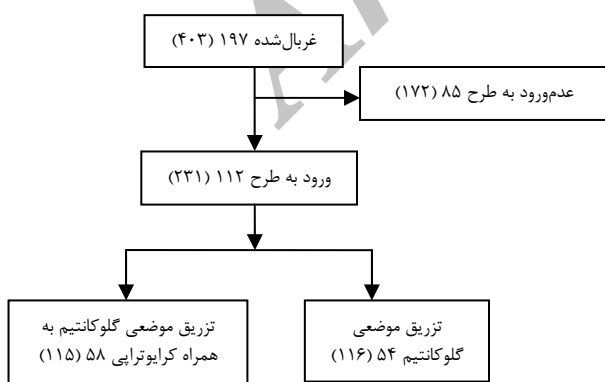 غربال‌شده ۱۹۷ (۴۰۳)
عدم‌ورود به طرح ۸۵ (۱۷۲)
ورود به طرح ۱۱۲ (۲۳۱)
تزریق موضعی
گلوکانتیم ۵۴ (۱۱۶)
تزریق موضعی گلوکانتیم به
همراه کرایوتراپی ۵۸ (۱۱۵)